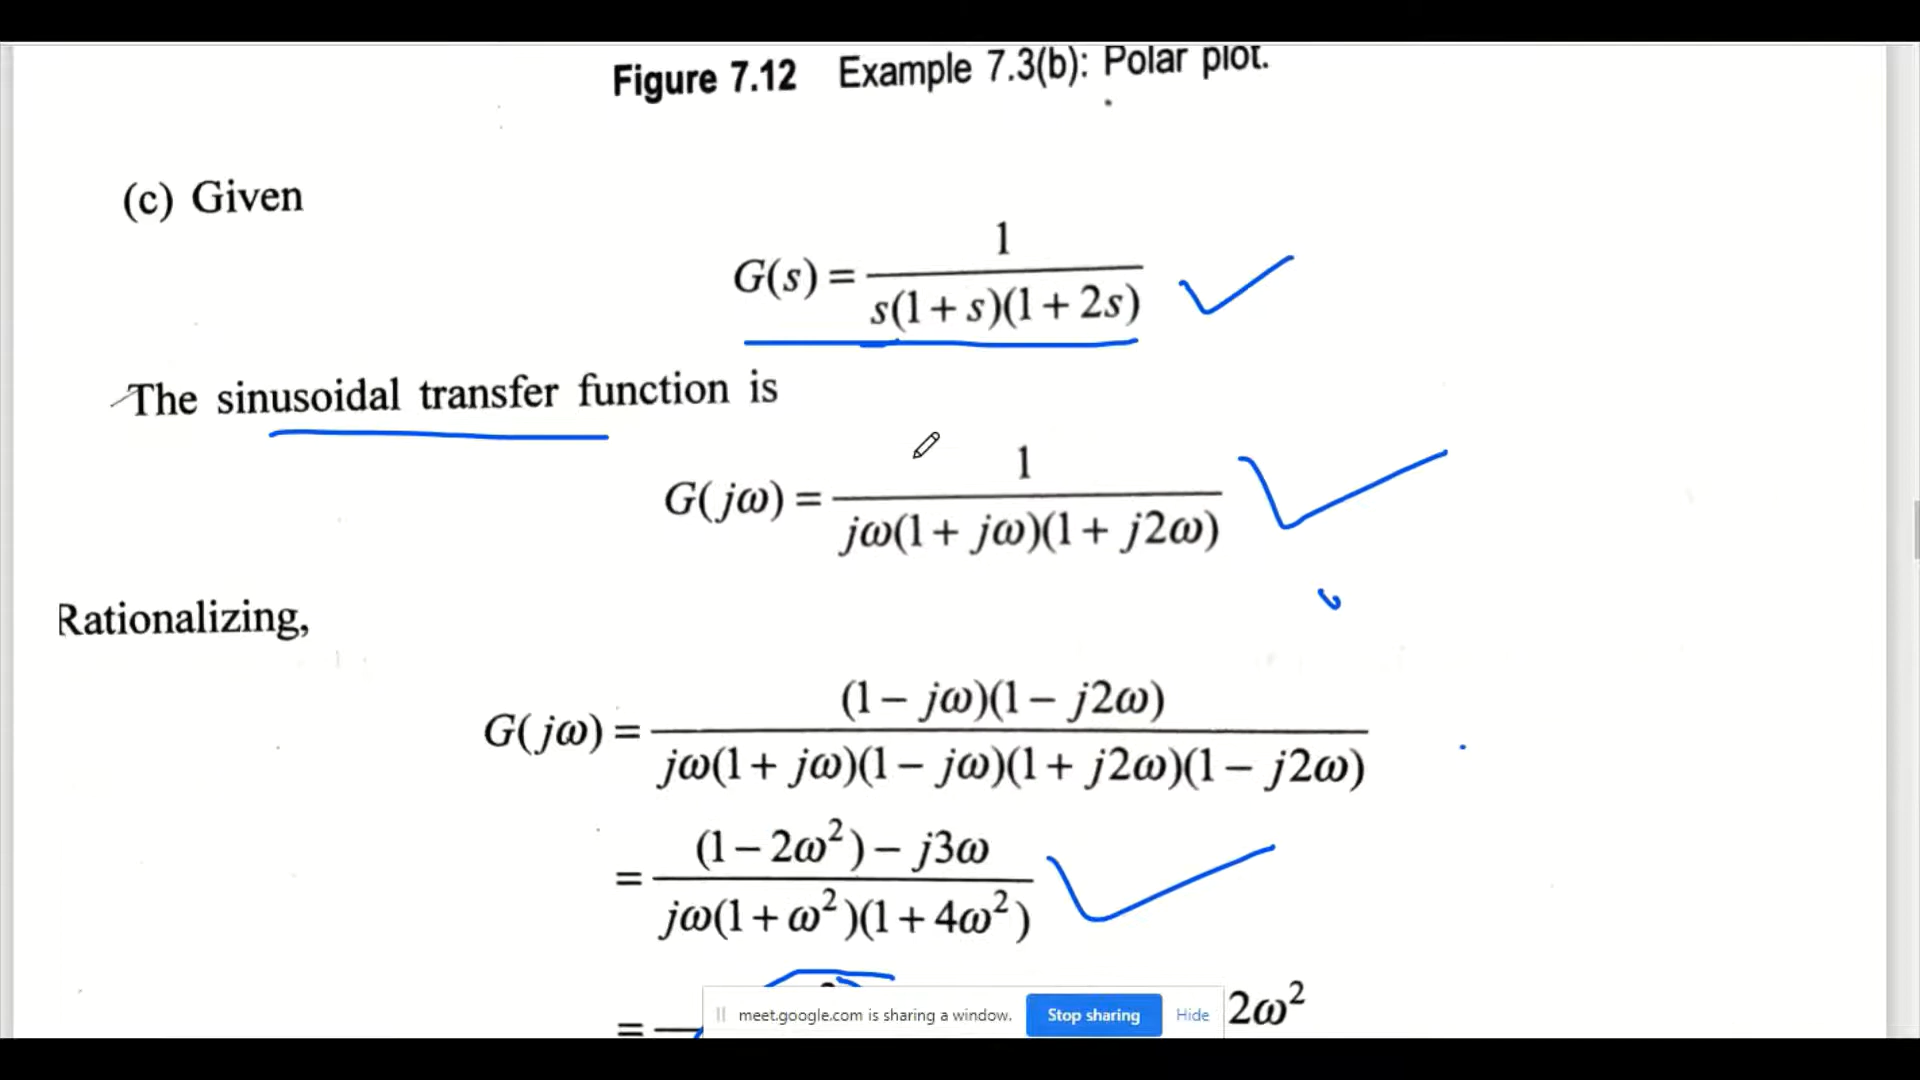 Figure 7.12 Example 7.3(b): Polar plot.
(c) Given
G(s) = 1 / s(1 + s)(1 + 2s)
The sinusoidal transfer function is
G(jω) = 1 / jω(1 + jω)(1 + j2ω)
Rationalizing,
G(jω) = (1 − jω)(1 − j2ω) / jω(1 + jω)(1 − jω)(1 + j2ω)(1 − j2ω)
= (1 − 2ω²) − j3ω / jω(1 + ω²)(1 + 4ω²)
= 2ω²
meet.google.com is sharing a window. Stop sharing Hide